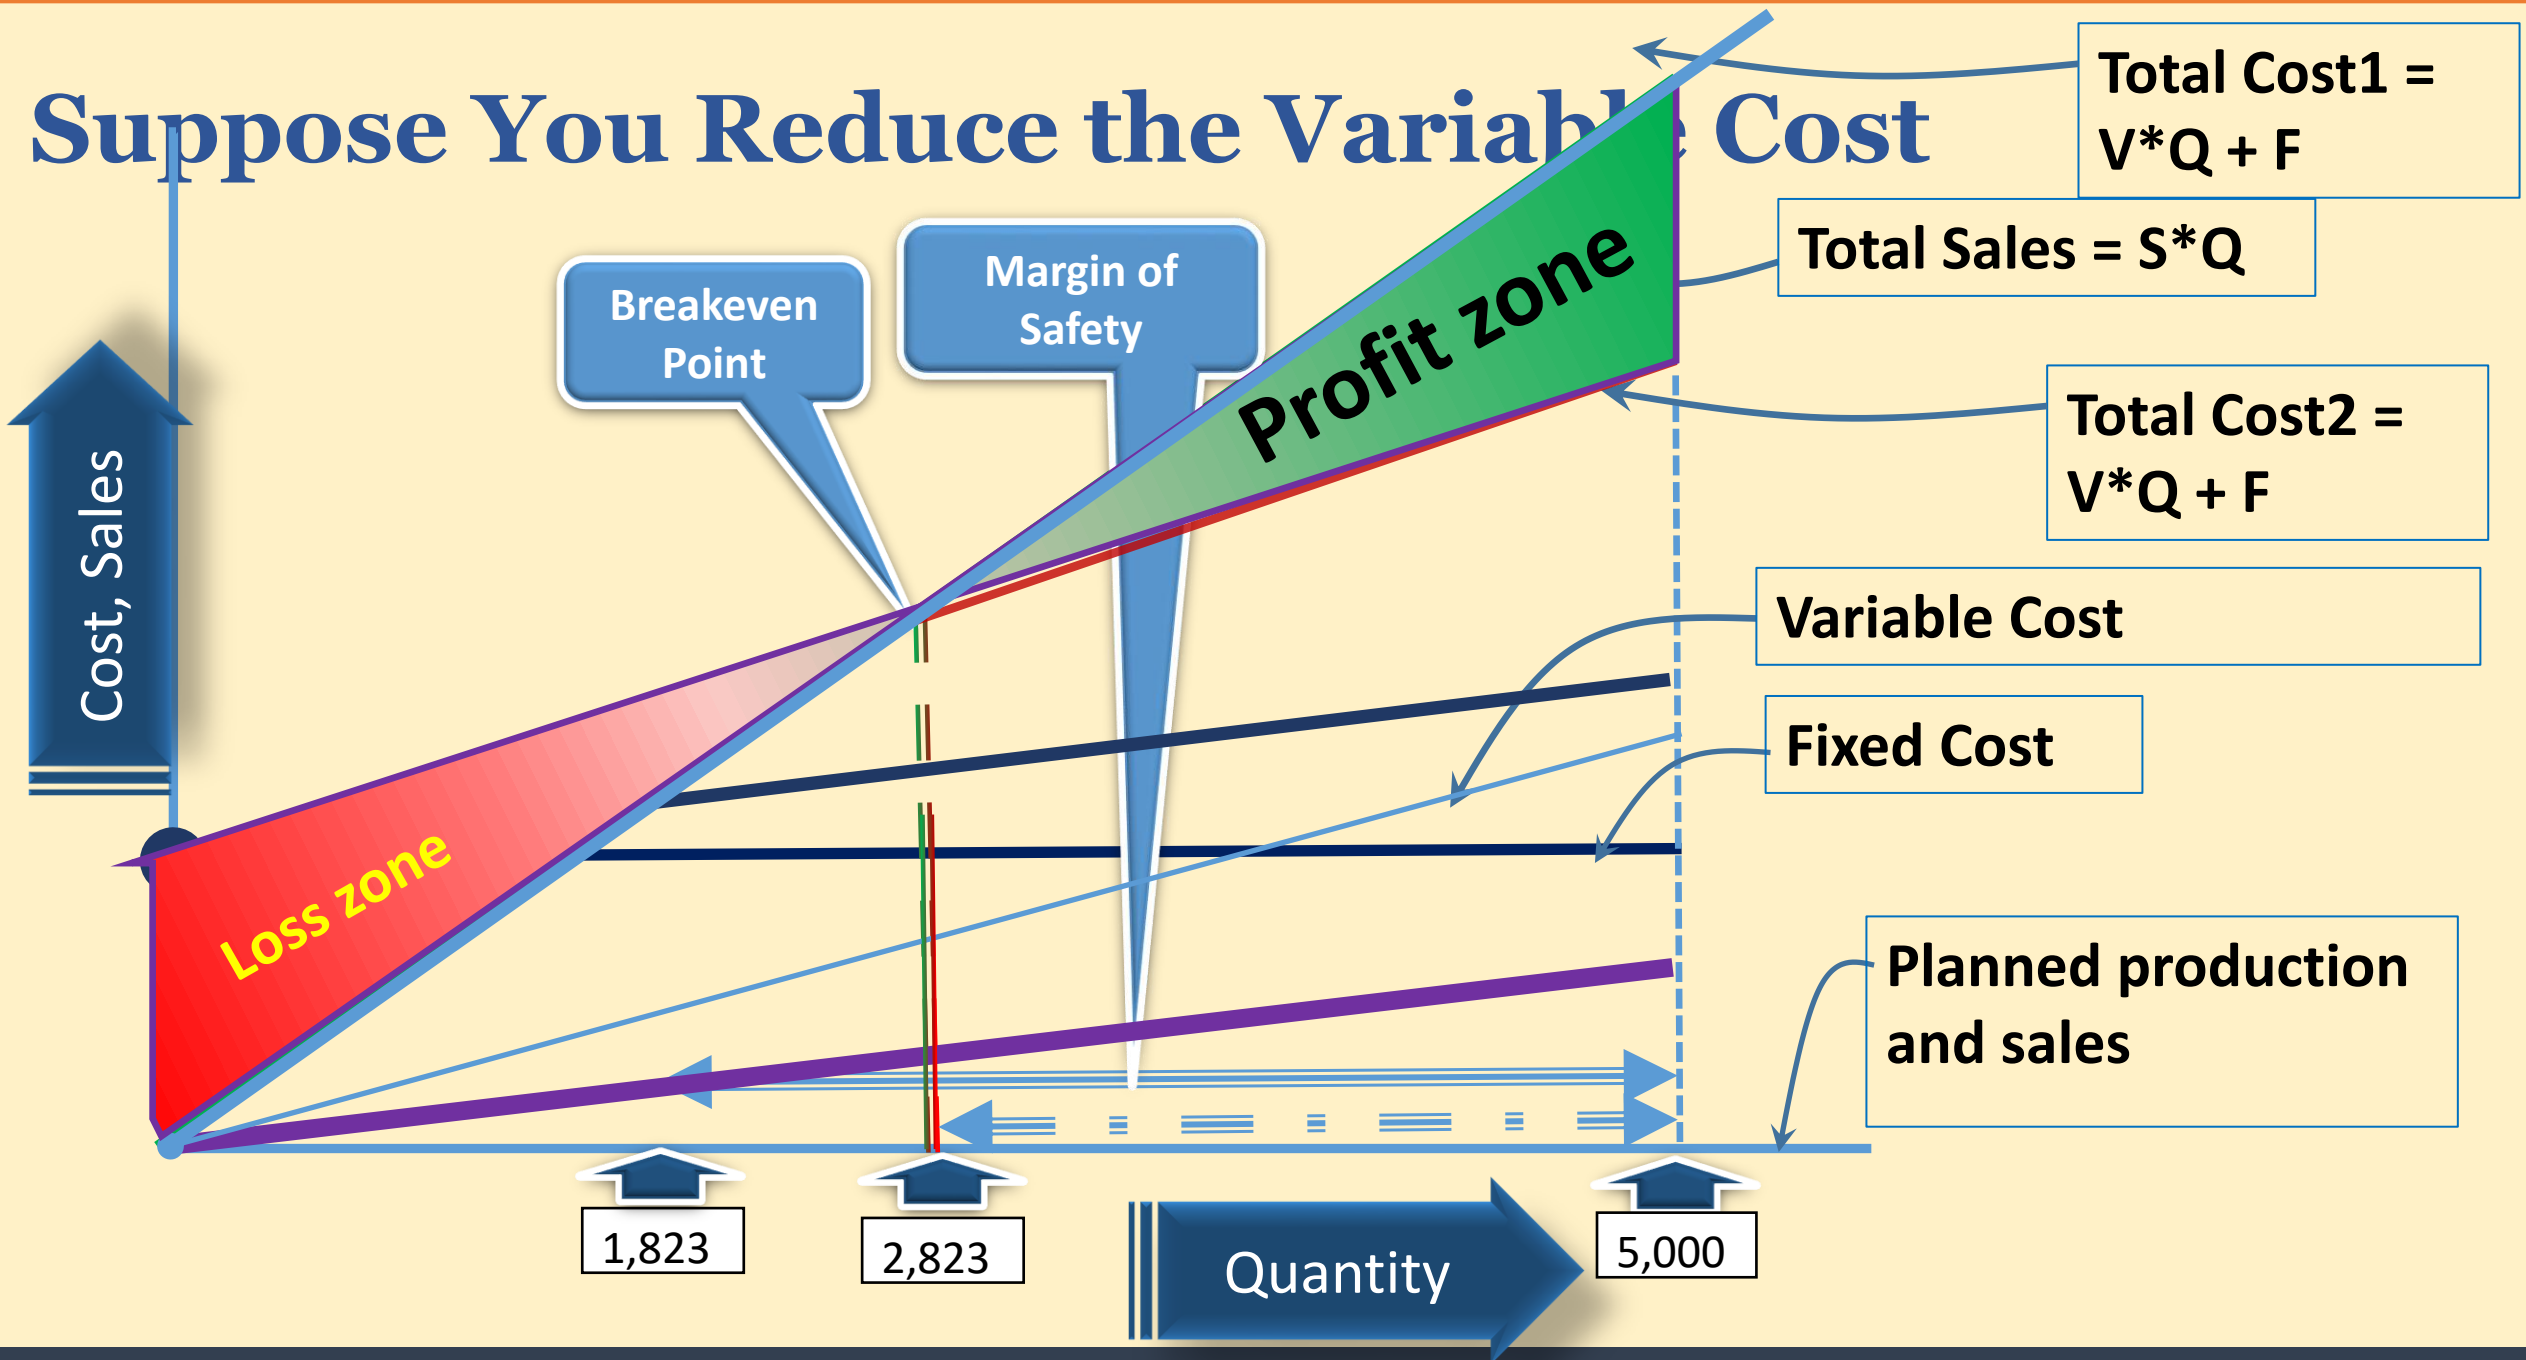 Suppose You Reduce the Variable Cost
Total Cost1 =
V*Q + F
Total Sales = S*Q
Margin of
Safety
Breakeven
Point
Profit zone
Total Cost2 =
V*Q + F
Cost, Sales
Variable Cost
Fixed Cost
Loss zone
Planned production
and sales
1,823
2,823
Quantity
5,000